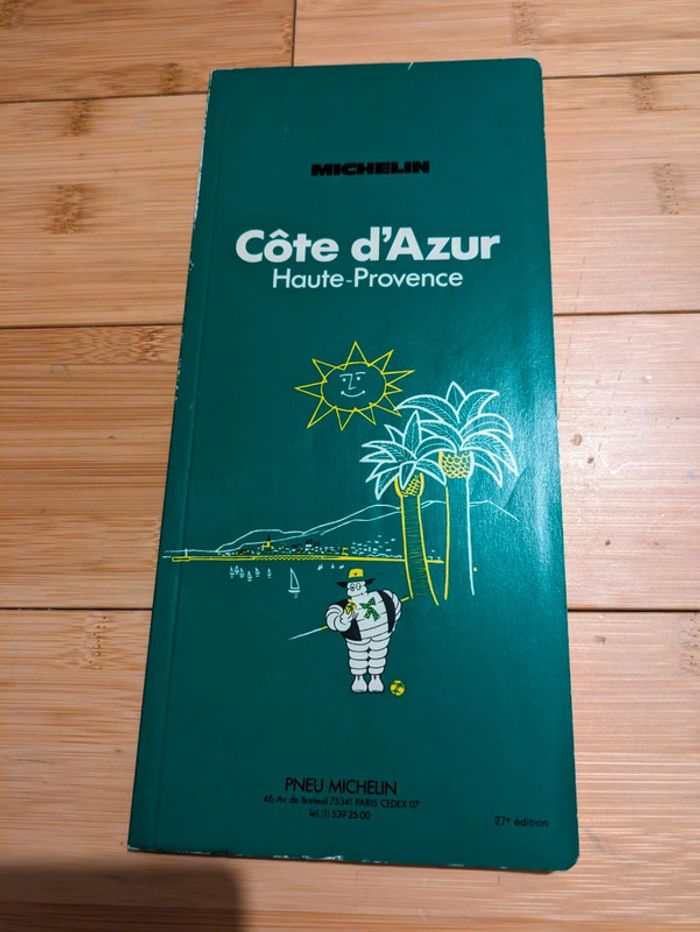 MICHELIN
Côte d'Azur
Haute-Provence
PNEU MICHELIN
46, Av. de Breteuil 75341 PARIS CEDEX 07
Tél. (1) 539-25 00
27e édition